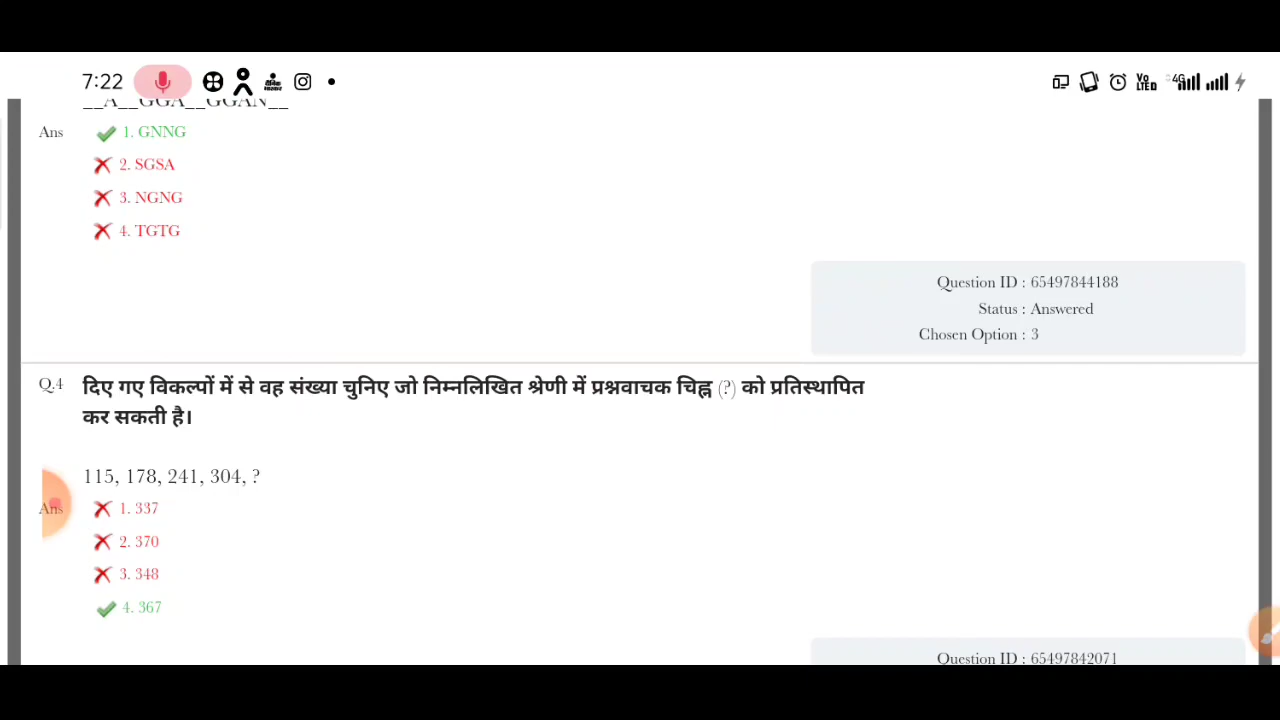 7:22
__A__GGA__GGAN__
Ans 1. GNNG
2. SGSA
3. NGNG
4. TGTG
Question ID : 65497844188
Status : Answered
Chosen Option : 3
Q.4 दिए गए विकल्पों में से वह संख्या चुनिए जो निम्नलिखित श्रेणी में प्रश्नवाचक चिह्न (?) को प्रतिस्थापित
कर सकती है।
115, 178, 241, 304, ?
Ans 1. 337
2. 370
3. 348
4. 367
Question ID : 65497842071